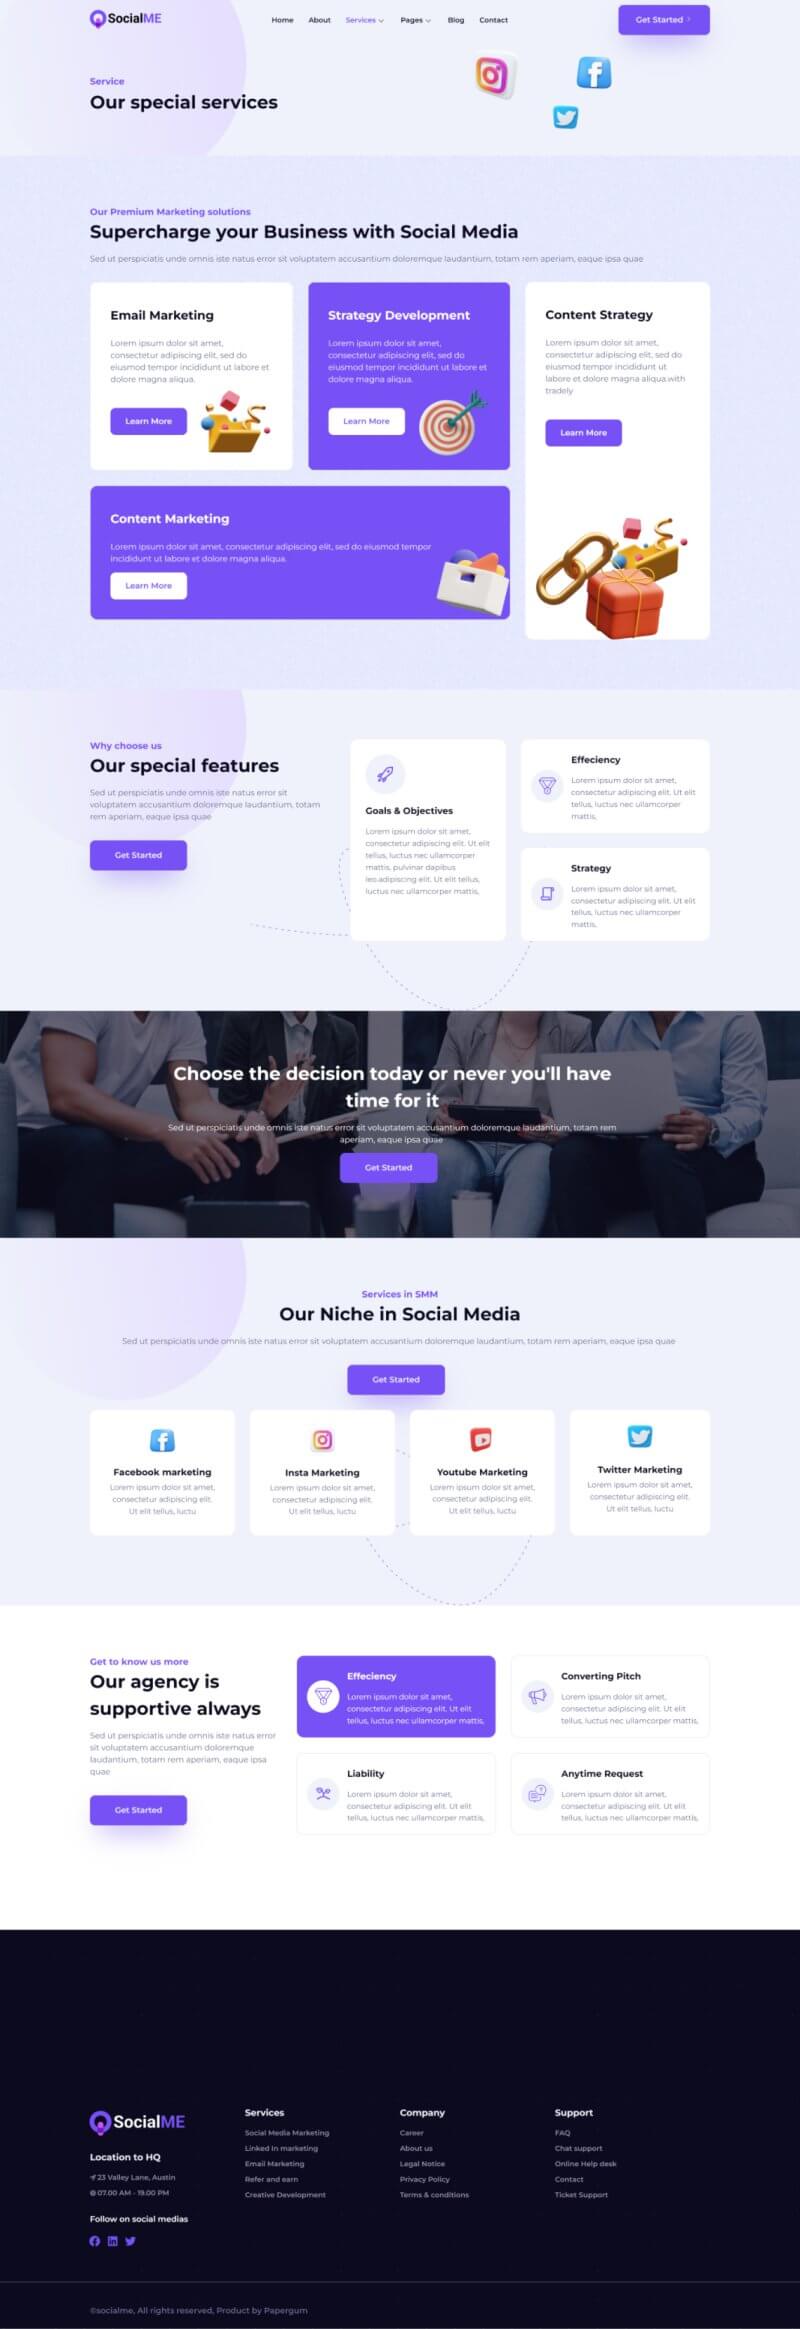 SocialME
Home About Services Pages Blog Contact
Get Started
Service
Our special services
Our Premium Marketing solutions
Supercharge your Business with Social Media
Sed ut perspiciatis unde omnis iste natus error sit voluptatem accusantium doloremque laudantium, totam rem aperiam, eaque ipsa quae
Email Marketing
Lorem ipsum dolor sit amet,
consectetur adipiscing elit, sed do
eiusmod tempor incididunt ut labore et
dolore magna aliqua.
Learn More
Strategy Development
Lorem ipsum dolor sit amet,
consectetur adipiscing elit, sed do
eiusmod tempor incididunt ut labore et
dolore magna aliqua.
Learn More
Content Strategy
Lorem ipsum dolor sit amet,
consectetur adipiscing elit, sed do
eiusmod tempor incididunt ut
labore et dolore magna aliqua.with
tradely
Learn More
Content Marketing
Lorem ipsum dolor sit amet, consectetur adipiscing elit, sed do eiusmod tempor
incididunt ut labore et dolore magna aliqua.
Learn More
Why choose us
Our special features
Sed ut perspiciatis unde omnis iste natus error sit
voluptatem accusantium doloremque laudantium, totam
rem aperiam, eaque ipsa quae
Get Started
Goals & Objectives
Lorem ipsum dolor sit amet,
consectetur adipiscing elit. Ut elit
tellus, luctus nec ullamcorper
mattis, pulvinar dapibus
leo.adipiscing elit. Ut elit tellus,
luctus nec ullamcorper mattis,
Effeciency
Lorem ipsum dolor sit amet,
consectetur adipiscing elit. Ut elit
tellus, luctus nec ullamcorper
mattis,
Strategy
Lorem ipsum dolor sit amet,
consectetur adipiscing elit. Ut elit
tellus, luctus nec ullamcorper
mattis,
Choose the decision today or never you'll have
time for it
Sed ut perspiciatis unde omnis iste natus error sit voluptatem accusantium doloremque laudantium, totam rem
aperiam, eaque ipsa quae
Get Started
Services in SMM
Our Niche in Social Media
Sed ut perspiciatis unde omnis iste natus error sit voluptatem accusantium doloremque laudantium, totam rem aperiam, eaque ipsa quae
Get Started
Facebook marketing
Lorem ipsum dolor sit amet,
consectetur adipiscing elit.
Ut elit tellus, luctu
Insta Marketing
Lorem ipsum dolor sit amet,
consectetur adipiscing elit.
Ut elit tellus, luctu
Youtube Marketing
Lorem ipsum dolor sit amet,
consectetur adipiscing elit.
Ut elit tellus, luctu
Twitter Marketing
Lorem ipsum dolor sit amet,
consectetur adipiscing elit.
Ut elit tellus, luctu
Get to know us more
Our agency is
supportive always
Sed ut perspiciatis unde omnis iste natus error
sit voluptatem accusantium doloremque
laudantium, totam rem aperiam, eaque ipsa
quae
Get Started
Effeciency
Lorem ipsum dolor sit amet,
consectetur adipiscing elit. Ut elit
tellus, luctus nec ullamcorper mattis,
Converting Pitch
Lorem ipsum dolor sit amet,
consectetur adipiscing elit. Ut elit
tellus, luctus nec ullamcorper mattis,
Liability
Lorem ipsum dolor sit amet,
consectetur adipiscing elit. Ut elit
tellus, luctus nec ullamcorper mattis,
Anytime Request
Lorem ipsum dolor sit amet,
consectetur adipiscing elit. Ut elit
tellus, luctus nec ullamcorper mattis,
SocialME
Location to HQ
23 Valley Lane, Austin
07.00 AM - 19.00 PM
Follow on social medias
Services
Social Media Marketing
Linked In marketing
Email Marketing
Refer and earn
Creative Development
Company
Career
About us
Legal Notice
Privacy Policy
Terms & conditions
Support
FAQ
Chat support
Online Help desk
Contact
Ticket Support
©socialme, All rights reserved, Product by Papergum